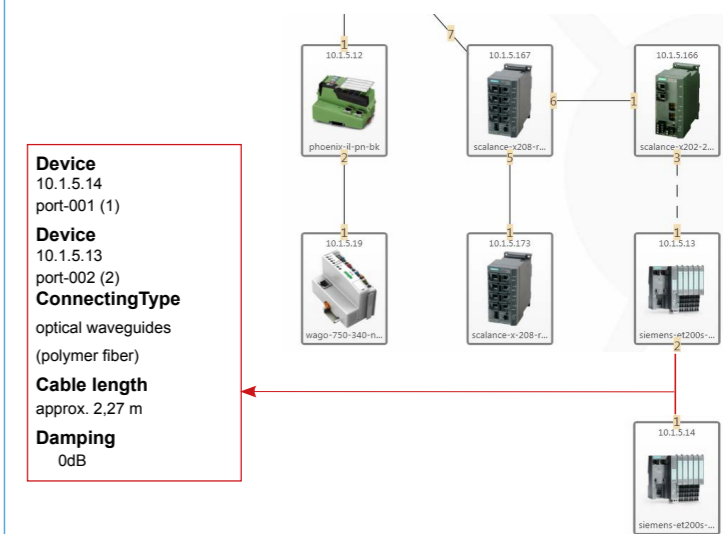 1
10.1.5.12
phoenix-il-pn-bk
2
7
10.1.5.167
scalance-x208-r...
5
6
1
10.1.5.166
scalance-x202-2...
3
Device
10.1.5.14
port-001 (1)
Device
10.1.5.13
port-002 (2)
ConnectingType
optical waveguides
(polymer fiber)
Cable length
approx. 2,27 m
Damping
0dB
1
10.1.5.19
wago-750-340-n...
1
10.1.5.173
scalance-x-208-r...
1
10.1.5.13
siemens-et200s-...
2
1
10.1.5.14
siemens-et200s-...